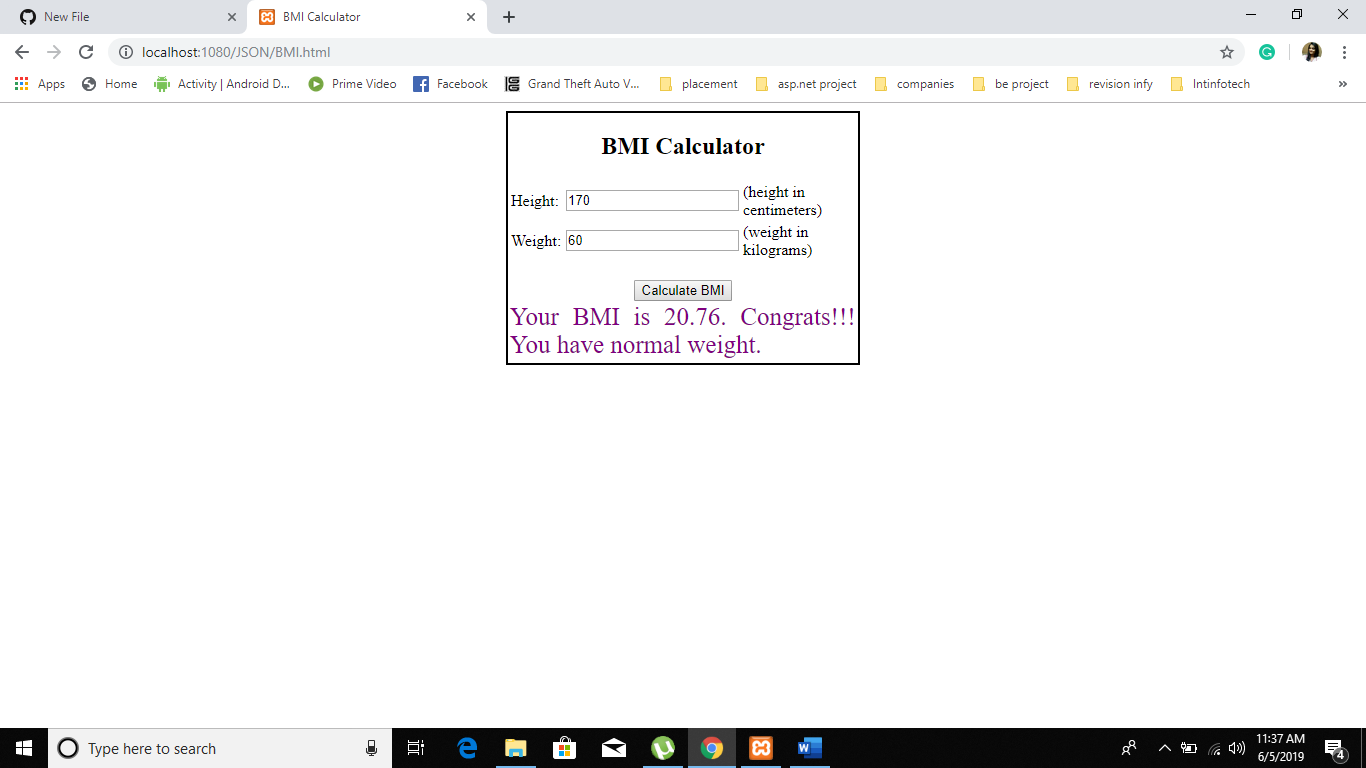 New File
BMI Calculator
localhost:1080/JSON/BMI.html
Apps Home Activity | Android D... Prime Video Facebook Grand Theft Auto V... placement asp.net project companies be project revision infy Intinfotech »
BMI Calculator
Height: 170 (height in
centimeters)
Weight: 60 (weight in
kilograms)
Calculate BMI
Your BMI is 20.76. Congrats!!!
You have normal weight.
Type here to search
11:37 AM
6/5/2019
4